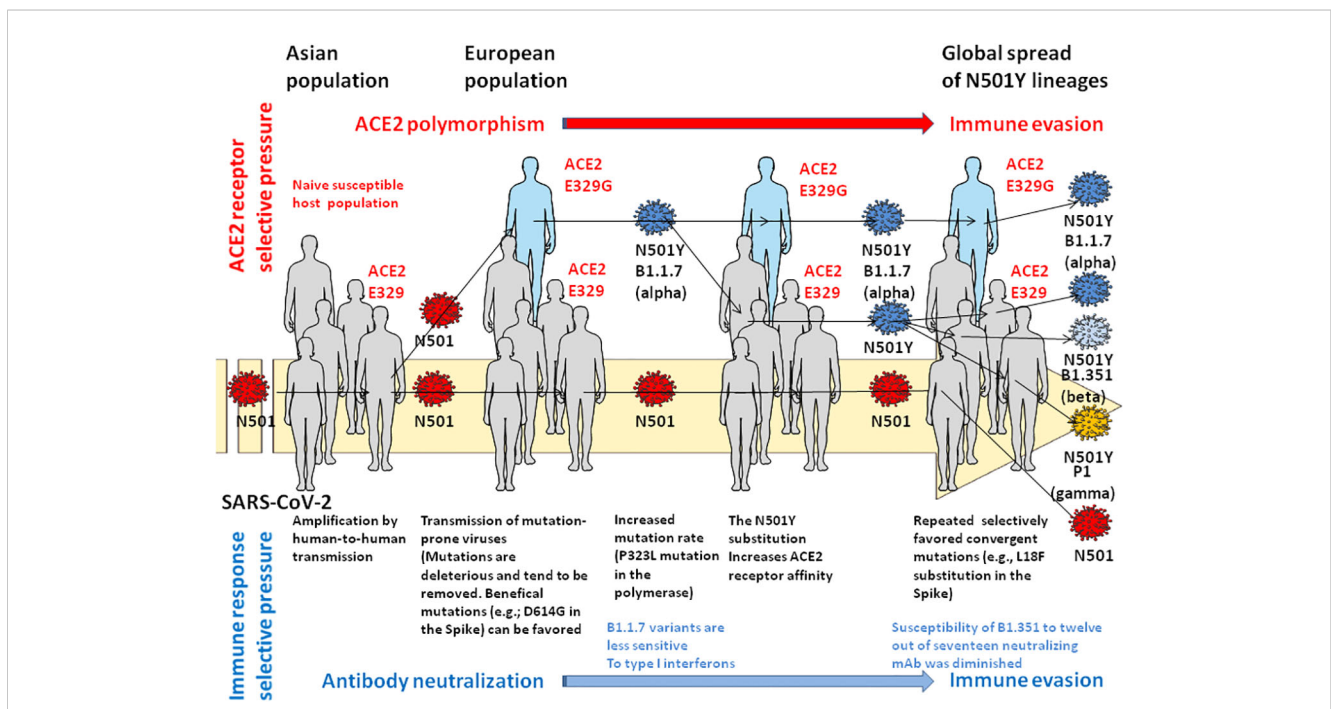 Asian
population
European
population
Global spread
of N501Y lineages
ACE2 receptor
selective pressure
ACE2 polymorphism
Immune evasion
Naive susceptible
host population
ACE2
E329
ACE2
E329G
ACE2
E329
ACE2
E329G
ACE2
E329
ACE2
E329G
ACE2
E329
N501
N501
N501
N501Y
B1.1.7
(alpha)
N501
N501Y
B1.1.7
(alpha)
N501Y
N501
N501Y
B1.1.7
(alpha)
N501Y
B1.351
(beta)
N501Y
P1
(gamma)
N501
SARS-CoV-2
Immune response
selective pressure
Amplification by
human-to-human
transmission
Transmission of mutation-
prone viruses
(Mutations are
deleterious and tend to be
removed. Benefical
mutations (e.g.; D614G in
the Spike) can be favored
Increased
mutation rate
(P323L mutation
in the
polymerase)
The N501Y
substitution
Increases ACE2
receptor affinity
Repeated selectively
favored convergent
mutations (e.g., L18F
substitution in the
Spike)
B1.1.7 variants are
less sensitive
To type I interferons
Susceptibility of B1.351 to twelve
out of seventeen neutralizing
mAb was diminished
Antibody neutralization
Immune evasion